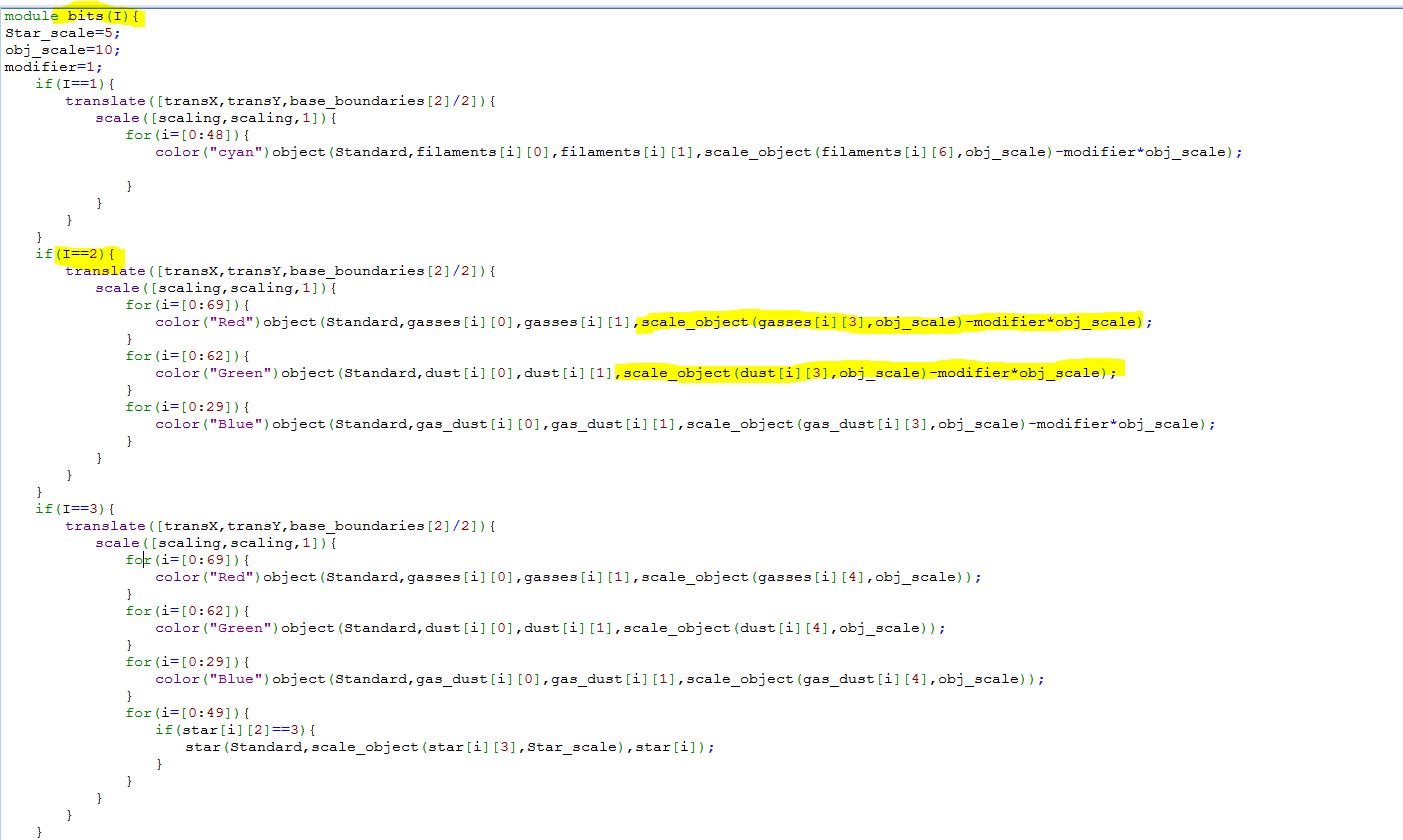 module bits(I){
Star_scale=5;
obj_scale=10;
modifier=1;
if(I==1){
translate([transX,transY,base_boundaries[2]/2]){
scale([scaling,scaling,1]){
for(i=[0:48]){
color("cyan")object(Standard,filaments[i][0],filaments[i][1],scale_object(filaments[i][6],obj_scale)-modifier*obj_scale);
}
}
}
}
if(I==2){
translate([transX,transY,base_boundaries[2]/2]){
scale([scaling,scaling,1]){
for(i=[0:69]){
color("Red")object(Standard,gasses[i][0],gasses[i][1],scale_object(gasses[i][3],obj_scale)-modifier*obj_scale);
}
for(i=[0:62]){
color("Green")object(Standard,dust[i][0],dust[i][1],scale_object(dust[i][3],obj_scale)-modifier*obj_scale);
}
for(i=[0:29]){
color("Blue")object(Standard,gas_dust[i][0],gas_dust[i][1],scale_object(gas_dust[i][3],obj_scale)-modifier*obj_scale);
}
}
}
}
if(I==3){
translate([transX,transY,base_boundaries[2]/2]){
scale([scaling,scaling,1]){
for(i=[0:69]){
color("Red")object(Standard,gasses[i][0],gasses[i][1],scale_object(gasses[i][4],obj_scale));
}
for(i=[0:62]){
color("Green")object(Standard,dust[i][0],dust[i][1],scale_object(dust[i][4],obj_scale));
}
for(i=[0:29]){
color("Blue")object(Standard,gas_dust[i][0],gas_dust[i][1],scale_object(gas_dust[i][4],obj_scale));
}
for(i=[0:49]){
if(star[i][2]==3){
star(Standard,scale_object(star[i][3],Star_scale),star[i]);
}
}
}
}
}